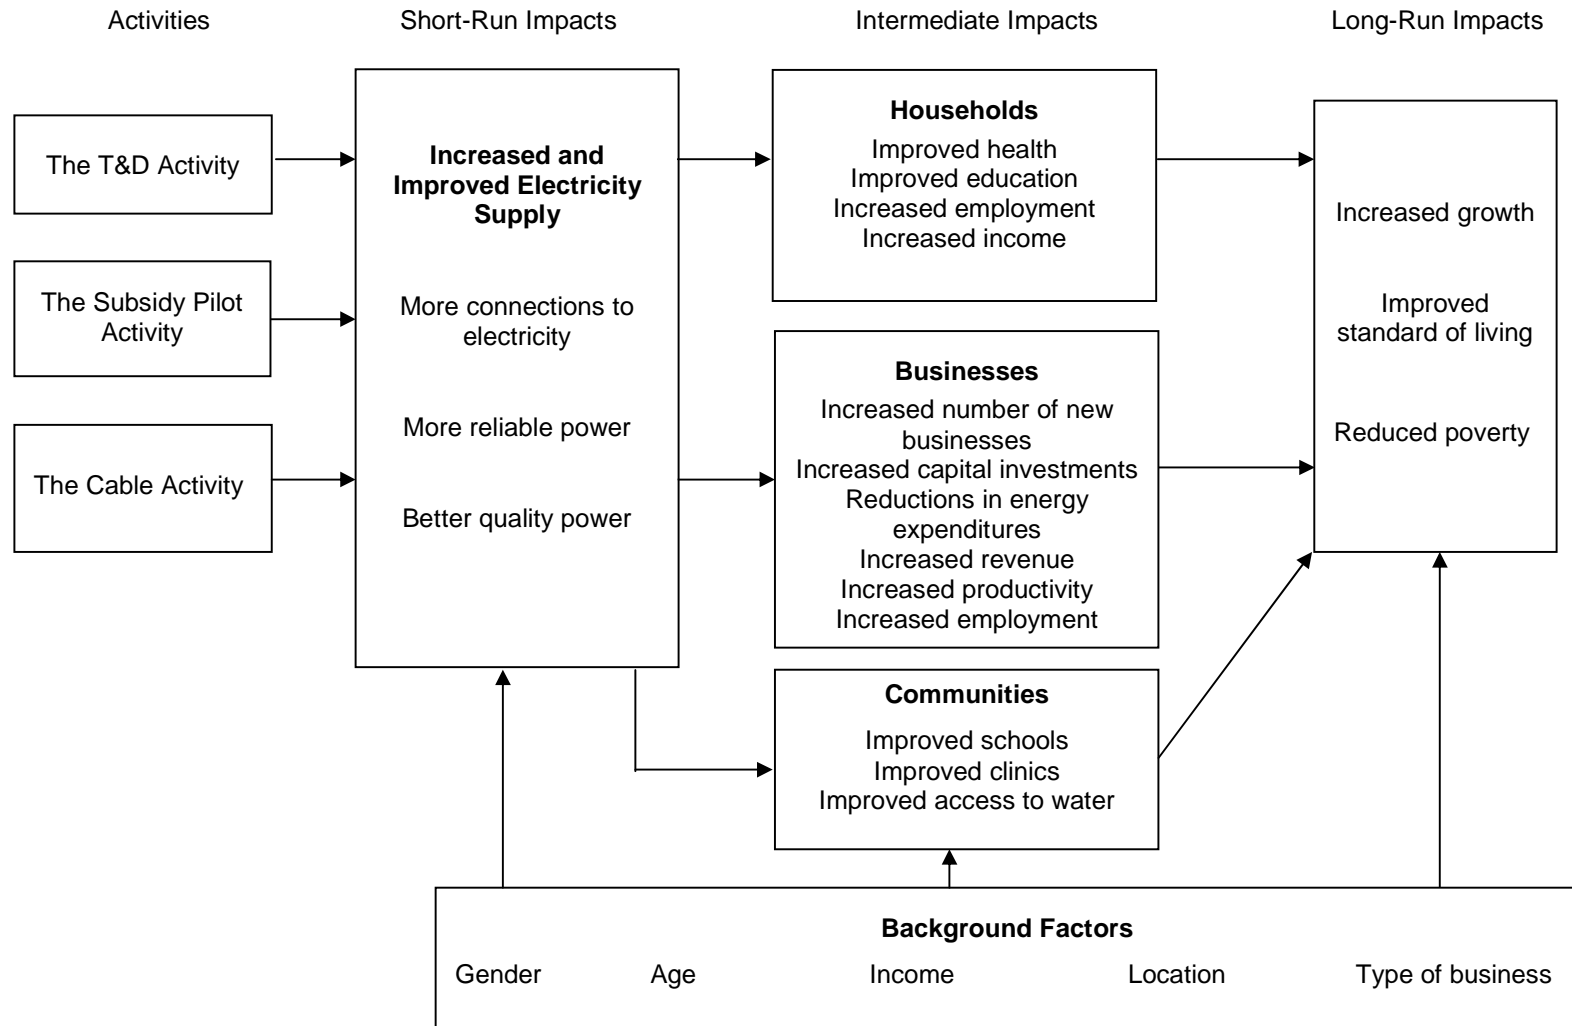 Activities
Short-Run Impacts
Intermediate Impacts
Long-Run Impacts
The T&D Activity
The Subsidy Pilot
Activity
The Cable Activity
Increased and
Improved Electricity
Supply
More connections to
electricity
More reliable power
Better quality power
Households
Improved health
Improved education
Increased employment
Increased income
Businesses
Increased number of new
businesses
Increased capital investments
Reductions in energy
expenditures
Increased revenue
Increased productivity
Increased employment
Communities
Improved schools
Improved clinics
Improved access to water
Increased growth
Improved
standard of living
Reduced poverty
Background Factors
Gender
Age
Income
Location
Type of business